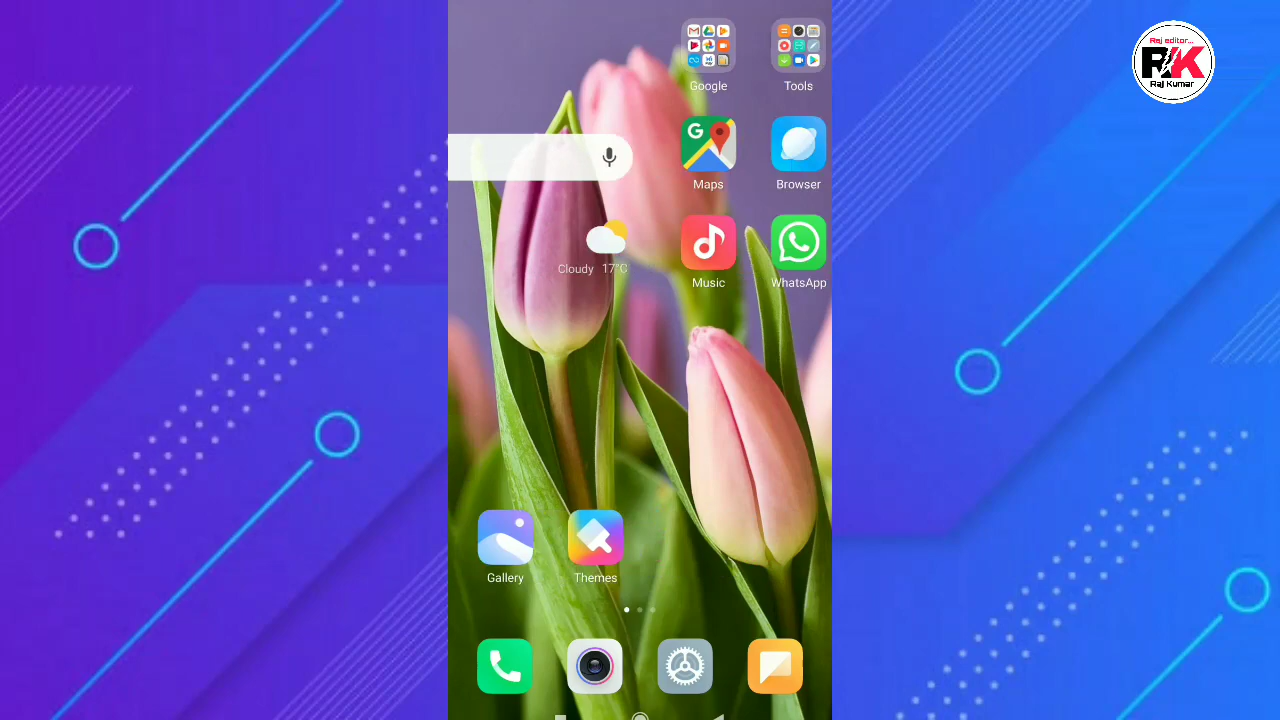 Google
Tools
Raj editor...
RK
Raj Kumar
G
Maps
Browser
Cloudy 17°C
Music
WhatsApp
Gallery
Themes